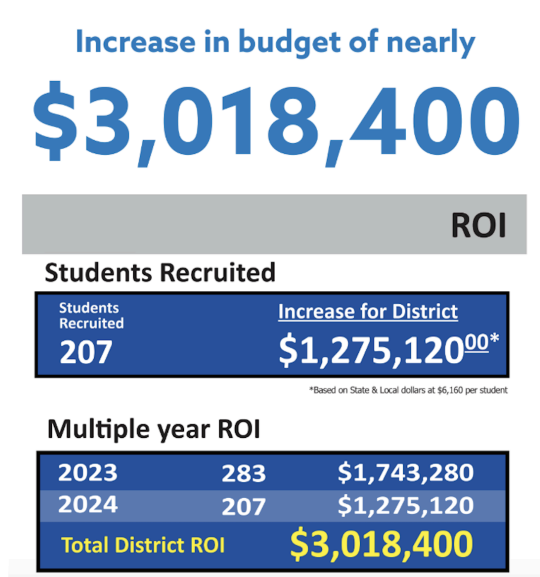 Increase in budget of nearly
$3,018,400
ROI
Students Recruited
Students
Recruited
207
Increase for District
$1,275,12000*
*Based on State & Local dollars at $6,160 per student
Multiple year ROI
2023 283 $1,743,280
2024 207 $1,275,120
Total District ROI $3,018,400